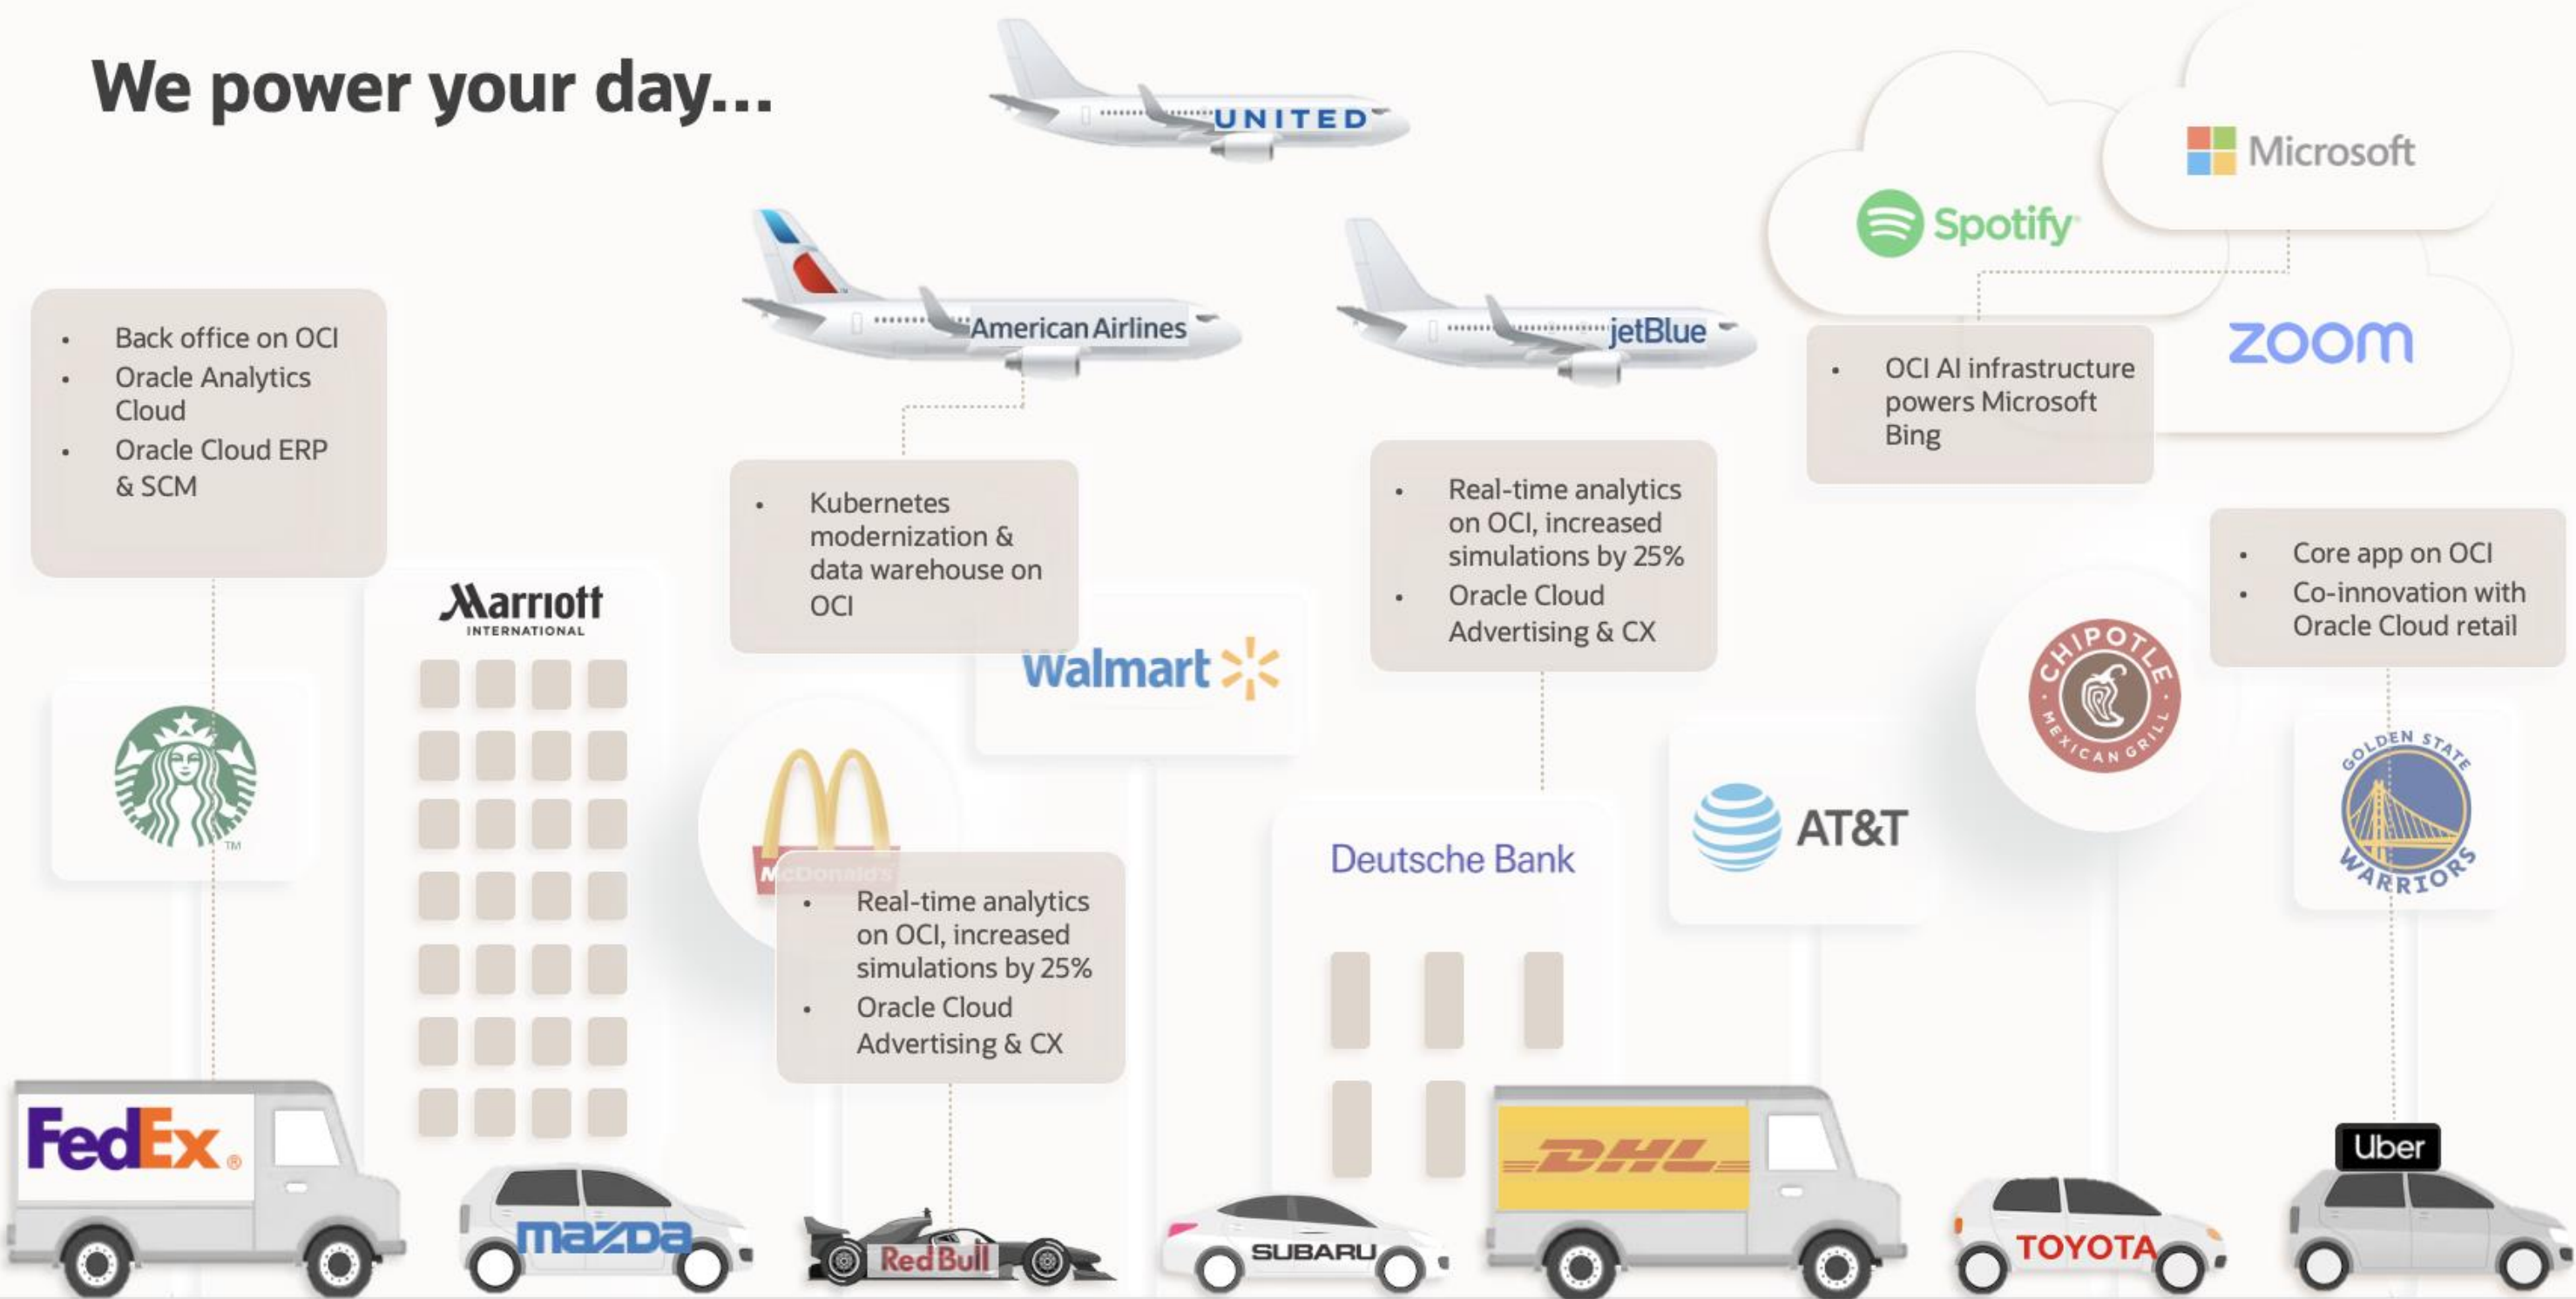 We power your day...
UNITED
Microsoft
Spotify
American Airlines
jetBlue
zoom
• Back office on OCI
• Oracle Analytics
Cloud
• Oracle Cloud ERP
& SCM
• OCI AI infrastructure
powers Microsoft
Bing
• Kubernetes
modernization &
data warehouse on
OCI
• Real-time analytics
on OCI, increased
simulations by 25%
• Oracle Cloud
Advertising & CX
• Core app on OCI
• Co-innovation with
Oracle Cloud retail
Marriott
INTERNATIONAL
Walmart
CHIPOTLE
MEXICAN GRILL
TM
McDonald's
Deutsche Bank
AT&T
GOLDEN STATE
WARRIORS
• Real-time analytics
on OCI, increased
simulations by 25%
• Oracle Cloud
Advertising & CX
FedEx®
mazda
Red Bull
SUBARU
DHL
TOYOTA
Uber